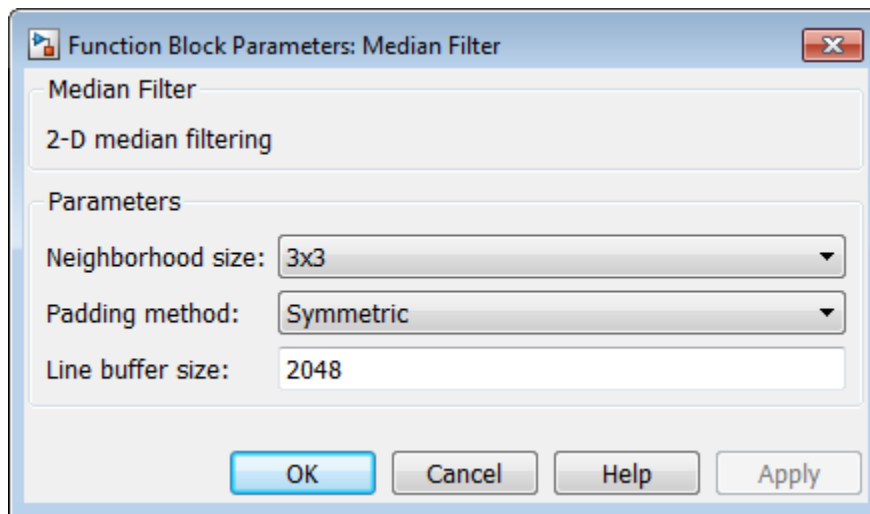 Function Block Parameters: Median Filter
Median Filter
2-D median filtering
Parameters
Neighborhood size: 3x3
Padding method: Symmetric
Line buffer size: 2048
OK Cancel Help Apply